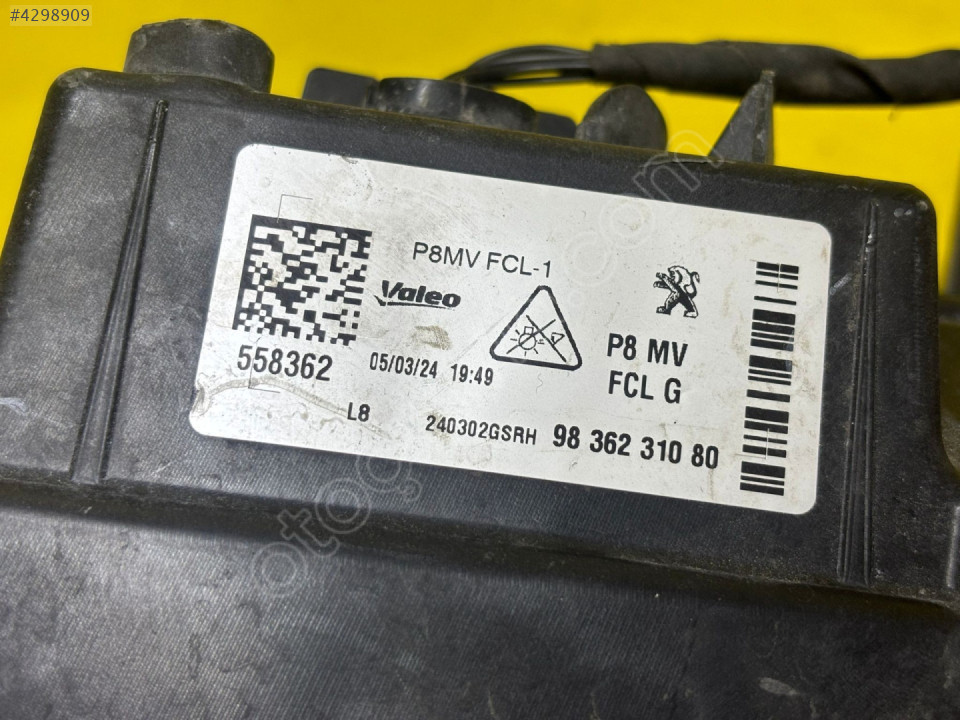 #4298909
P8MV FCL-1
Valeo
P8 MV
FCL G
558362
05/03/24 19:49
L8
240302GSRH 98 362 310 80